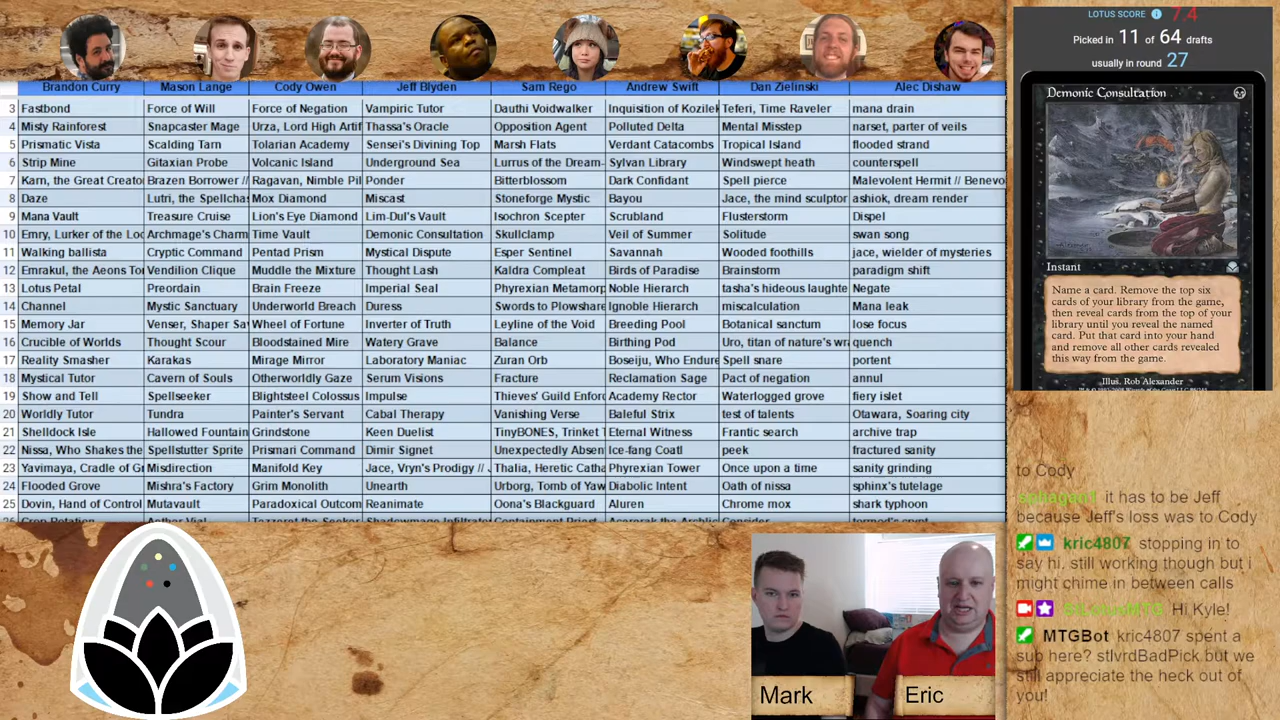 LOTUS SCORE 7.4
Picked in 11 of 64 drafts
usually in round 27
Brandon Curry Mason Lange Cody Owen Jeff Blyden Sam Rego Andrew Swift Dan Zielinski Alec Dishaw
3 Fastbond Force of Will Force of Negation Vampiric Tutor Dauthi Voidwalker Inquisition of Kozilek Teferi, Time Raveler mana drain
4 Misty Rainforest Snapcaster Mage Urza, Lord High Artif Thassa's Oracle Opposition Agent Polluted Delta Mental Misstep narset, parter of veils
5 Prismatic Vista Scalding Tarn Tolarian Academy Sensei's Divining Top Marsh Flats Verdant Catacombs Tropical Island flooded strand
6 Strip Mine Gitaxian Probe Volcanic Island Underground Sea Lurrus of the Dream- Sylvan Library Windswept heath counterspell
7 Karn, the Great Creato Brazen Borrower // Ragavan, Nimble Pil Ponder Bitterblossom Dark Confidant Spell pierce Malevolent Hermit // Benevo
8 Daze Lutri, the Spellchas Mox Diamond Miscast Stoneforge Mystic Bayou Jace, the mind sculptor ashiok, dream render
9 Mana Vault Treasure Cruise Lion's Eye Diamond Lim-Dul's Vault Isochron Scepter Scrubland Flusterstorm Dispel
10 Emry, Lurker of the Loc Archmage's Charm Time Vault Demonic Consultation Skullclamp Veil of Summer Solitude swan song
11 Walking ballista Cryptic Command Pentad Prism Mystical Dispute Esper Sentinel Savannah Wooded foothills jace, wielder of mysteries
12 Emrakul, the Aeons Tor Vendilion Clique Muddle the Mixture Thought Lash Kaldra Compleat Birds of Paradise Brainstorm paradigm shift
13 Lotus Petal Preordain Brain Freeze Imperial Seal Phyrexian Metamorp Noble Hierarch tasha's hideous laughte Negate
14 Channel Mystic Sanctuary Underworld Breach Duress Swords to Plowshare Ignoble Hierarch miscalculation Mana leak
15 Memory Jar Venser, Shaper Sav Wheel of Fortune Inverter of Truth Leyline of the Void Breeding Pool Botanical sanctum lose focus
16 Crucible of Worlds Thought Scour Bloodstained Mire Watery Grave Balance Birthing Pod Uro, titan of nature's wra quench
17 Reality Smasher Karakas Mirage Mirror Laboratory Maniac Zuran Orb Boseiju, Who Endure Spell snare portent
18 Mystical Tutor Cavern of Souls Otherworldly Gaze Serum Visions Fracture Reclamation Sage Pact of negation annul
19 Show and Tell Spellseeker Blightsteel Colossus Impulse Thieves' Guild Enforc Academy Rector Waterlogged grove fiery islet
20 Worldly Tutor Tundra Painter's Servant Cabal Therapy Vanishing Verse Baleful Strix test of talents Otawara, Soaring city
21 Shelldock Isle Hallowed Fountain Grindstone Keen Duelist TinyBONES, Trinket T Eternal Witness Frantic search archive trap
22 Nissa, Who Shakes the Spellstutter Sprite Prismari Command Dimir Signet Unexpectedly Absen Ice-fang Coatl peek fractured sanity
23 Yavimaya, Cradle of Gr Misdirection Manifold Key Jace, Vryn's Prodigy // J Thalia, Heretic Catha Phyrexian Tower Once upon a time sanity grinding
24 Flooded Grove Mishra's Factory Grim Monolith Unearth Urborg, Tomb of Yaw Diabolic Intent Oath of nissa sphinx's tutelage
25 Dovin, Hand of Control Mutavault Paradoxical Outcom Reanimate Oona's Blackguard Aluren Chrome mox shark typhoon
Demonic Consultation
Instant
Name a card. Remove the top six
cards of your library from the game,
then reveal cards from the top of your
library until you reveal the named
card. Put that card into your hand
and remove all other cards revealed
this way from the game.
Illus. Rob Alexander
to Cody
it has to be Jeff
because Jeff's loss was to Cody
kric4807 stopping in to
say hi. still working though but i
might chime in between calls
Hi Kyle!
MTGBot kric4807 spent a
sub here? stlvrdBadPick but we
still appreciate the heck out of
you!
Mark
Eric